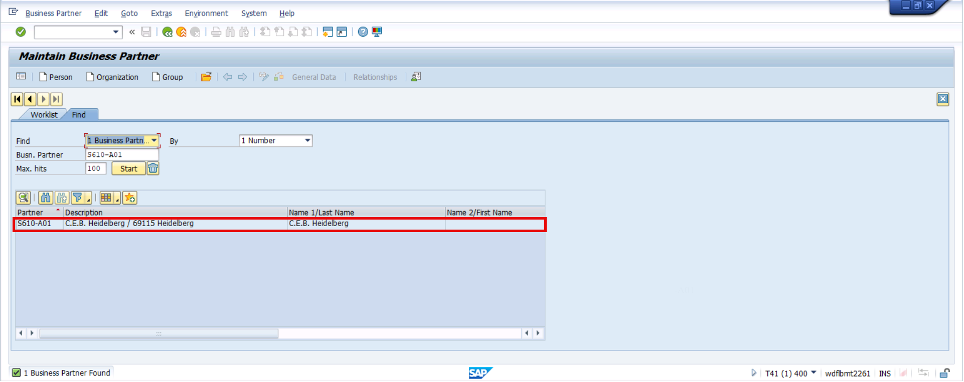 Business Partner Edit Goto Extras Environment System Help
Maintain Business Partner
Person Organization Group General Data Relationships
Worklist Find
Find 1 Business Partn... By 1 Number
Busn. Partner S610-A01
Max. hits 100 Start
Partner Description Name 1/Last Name Name 2/First Name
S610-A01 C.E.B. Heidelberg / 69115 Heidelberg C.E.B. Heidelberg
1 Business Partner Found SAP T41 (1) 400 wdflbmt2261 INS